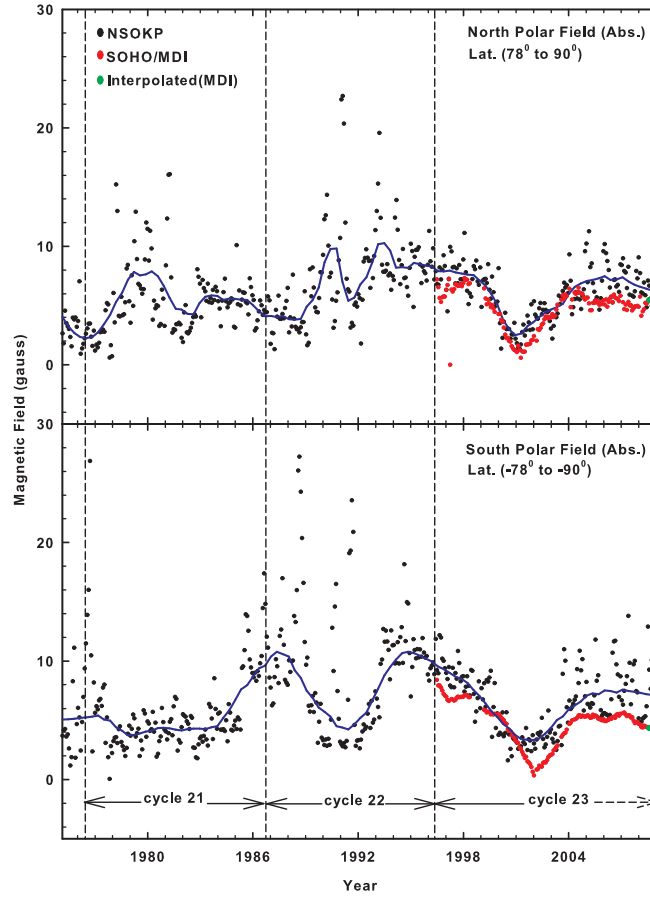 30
NSOKP
SOHO/MDI
Interpolated(MDI)
North Polar Field (Abs.)
Lat. (78⁰ to 90⁰)
20
10
0
30
South Polar Field (Abs.)
Lat. (-78⁰ to -90⁰)
20
10
0
Magnetic Field (gauss)
cycle 21
cycle 22
cycle 23
1980
1986
1992
1998
2004
Year